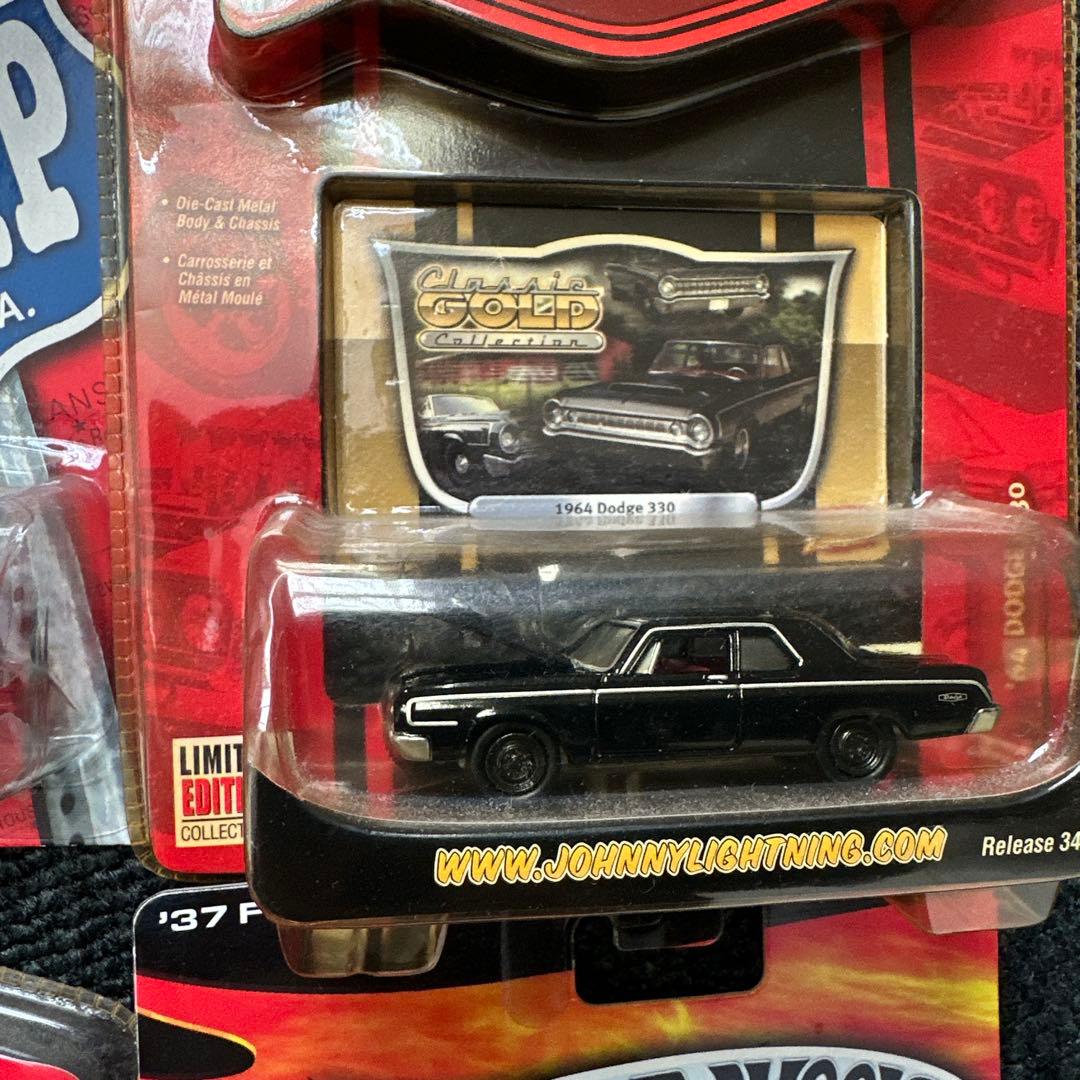 A.
• Die-Cast Metal
Body & Chassis
• Carrosserie et
Châssis en
Métal Moulé
Classic
GOLD
Collection
1964 Dodge 330
'64 DODGE
Dodge
LIMIT
EDITI
COLLECT
WWW.JOHNNYLIGHTNING.COM
Release 34
'37 F